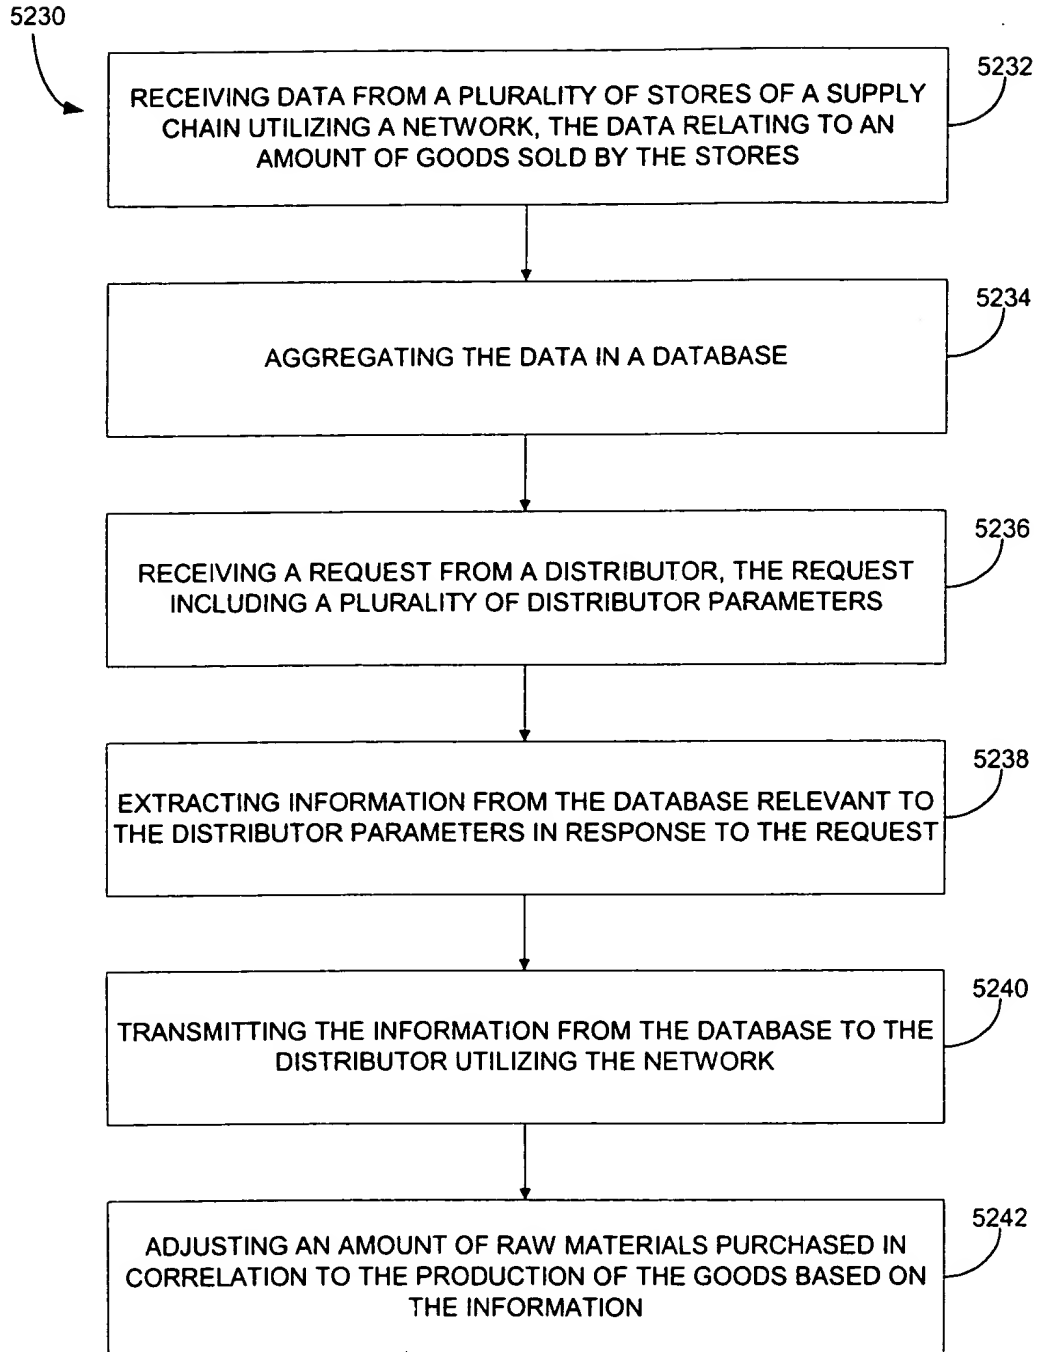 5230
5232
RECEIVING DATA FROM A PLURALITY OF STORES OF A SUPPLY
CHAIN UTILIZING A NETWORK, THE DATA RELATING TO AN
AMOUNT OF GOODS SOLD BY THE STORES
5234
AGGREGATING THE DATA IN A DATABASE
5236
RECEIVING A REQUEST FROM A DISTRIBUTOR, THE REQUEST
INCLUDING A PLURALITY OF DISTRIBUTOR PARAMETERS
5238
EXTRACTING INFORMATION FROM THE DATABASE RELEVANT TO
THE DISTRIBUTOR PARAMETERS IN RESPONSE TO THE REQUEST
5240
TRANSMITTING THE INFORMATION FROM THE DATABASE TO THE
DISTRIBUTOR UTILIZING THE NETWORK
5242
ADJUSTING AN AMOUNT OF RAW MATERIALS PURCHASED IN
CORRELATION TO THE PRODUCTION OF THE GOODS BASED ON
THE INFORMATION